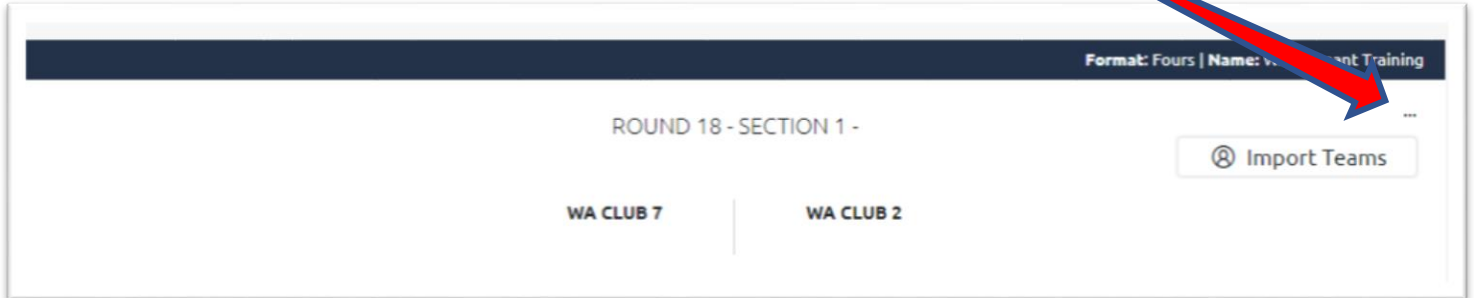 Format: Fours | Name: Training
ROUND 18 - SECTION 1 -
...
Import Teams
WA CLUB 7
WA CLUB 2